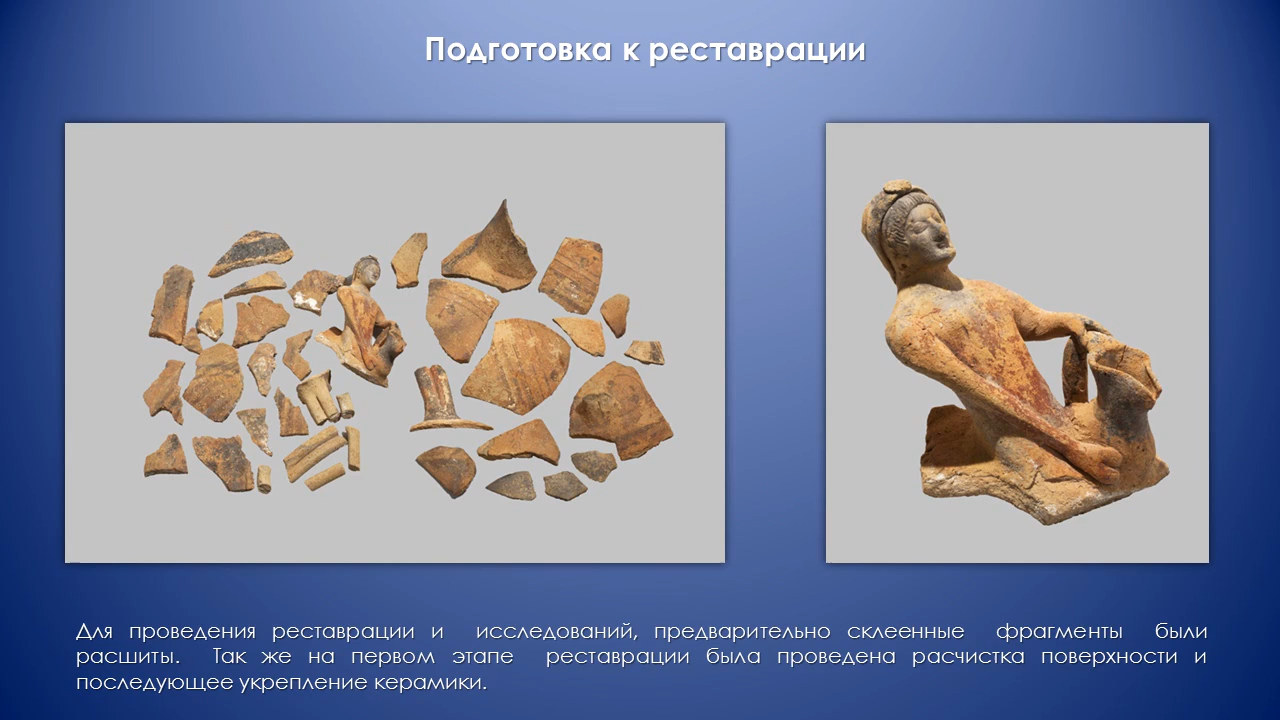 Подготовка к реставрации
Для проведения реставрации и исследований, предварительно склеенные фрагменты были
расшиты. Так же на первом этапе реставрации была проведена расчистка поверхности и
последующее укрепление керамики.